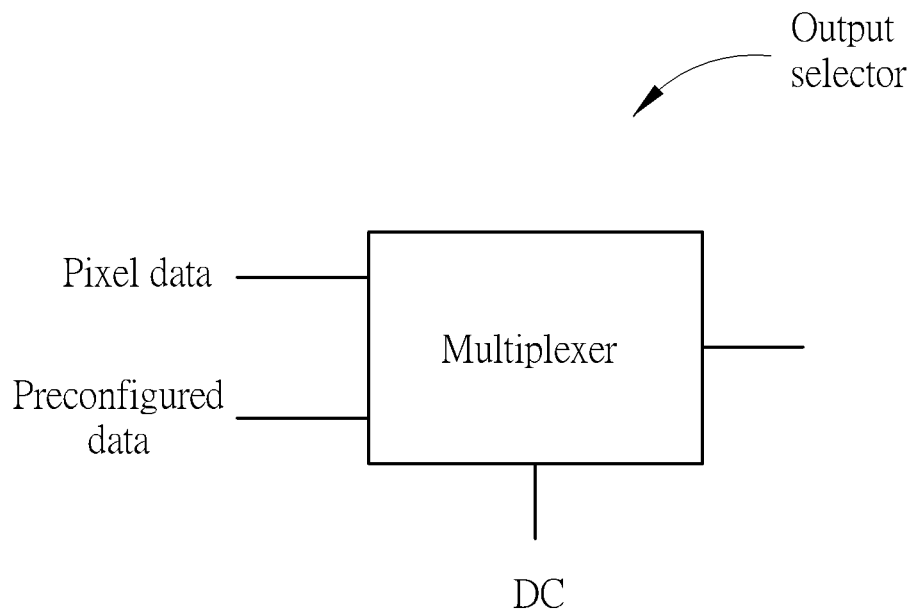 Output
selector
Pixel data
Multiplexer
Preconfigured
data
DC